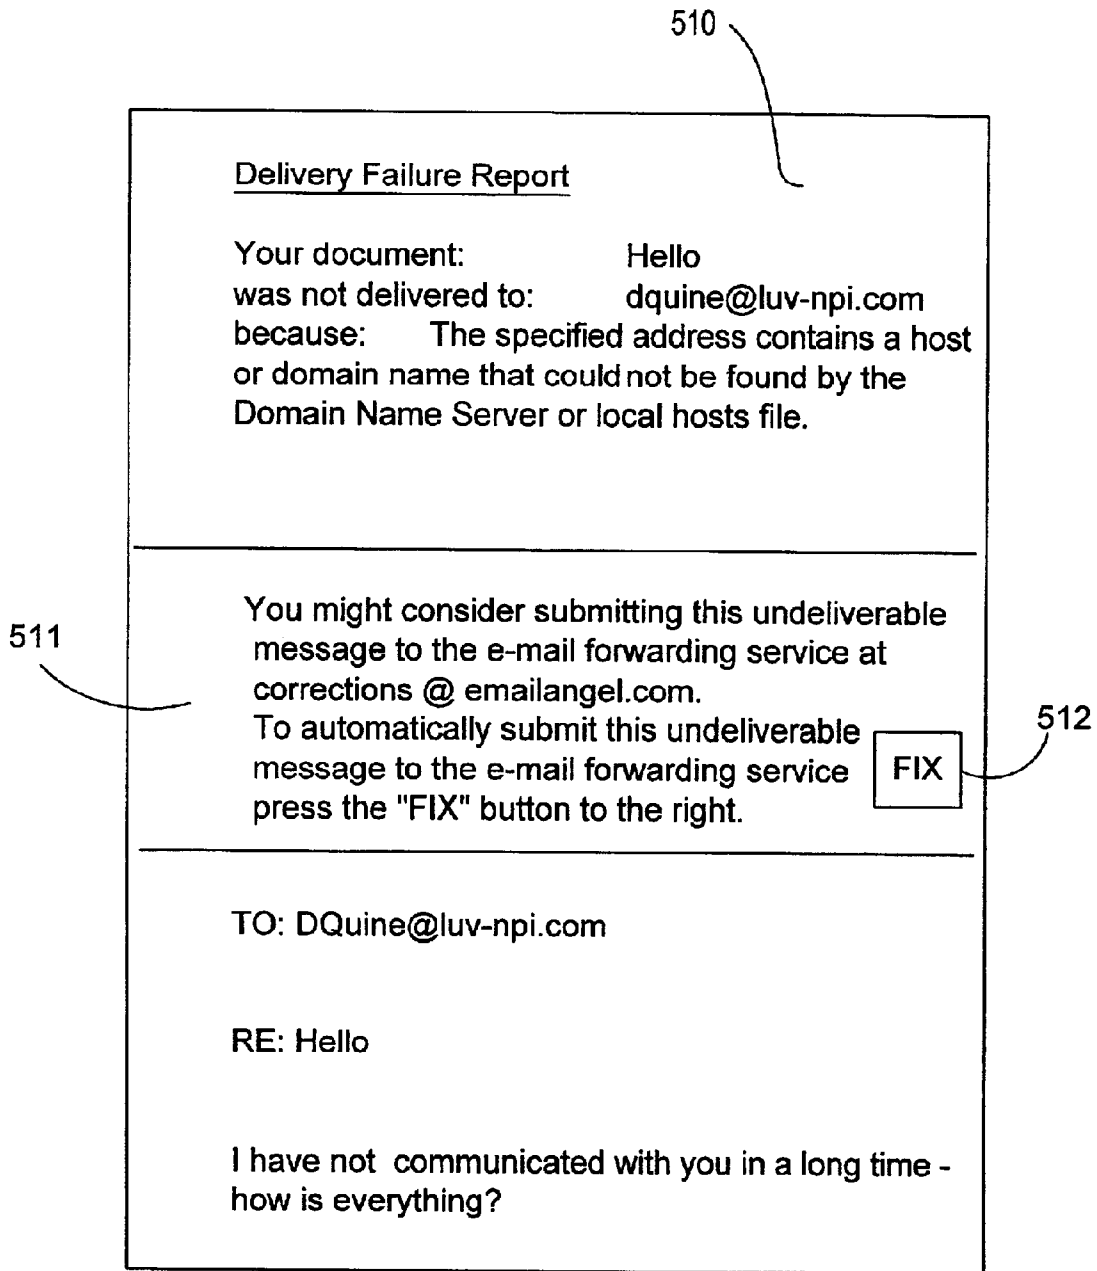 510
Delivery Failure Report
Your document: Hello
was not delivered to: dquine@luv-npi.com
because: The specified address contains a host
or domain name that could not be found by the
Domain Name Server or local hosts file.
511
You might consider submitting this undeliverable
message to the e-mail forwarding service at
corrections @ emailangel.com.
To automatically submit this undeliverable
message to the e-mail forwarding service
press the "FIX" button to the right.
FIX
512
TO: DQuine@luv-npi.com
RE: Hello
I have not communicated with you in a long time -
how is everything?